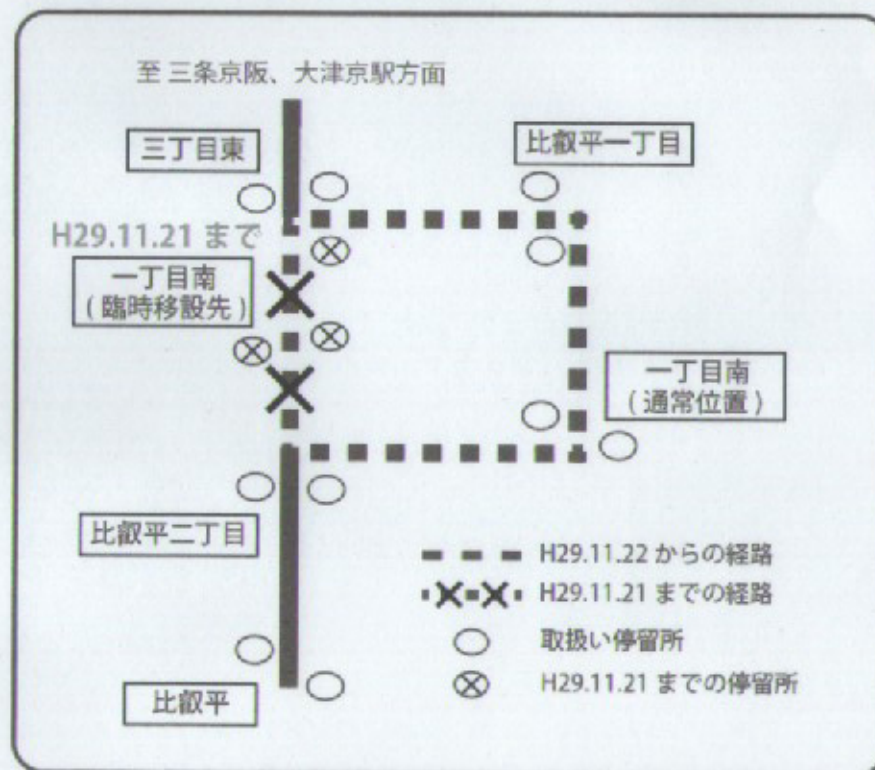 至 三条京阪、大津京駅方面
三丁目東
比叡平一丁目
H29.11.21 まで
一丁目南
( 臨時移設先 )
一丁目南
( 通常位置 )
比叡平二丁目
H29.11.22 からの経路
H29.11.21 までの経路
取扱い停留所
H29.11.21 までの停留所
比叡平